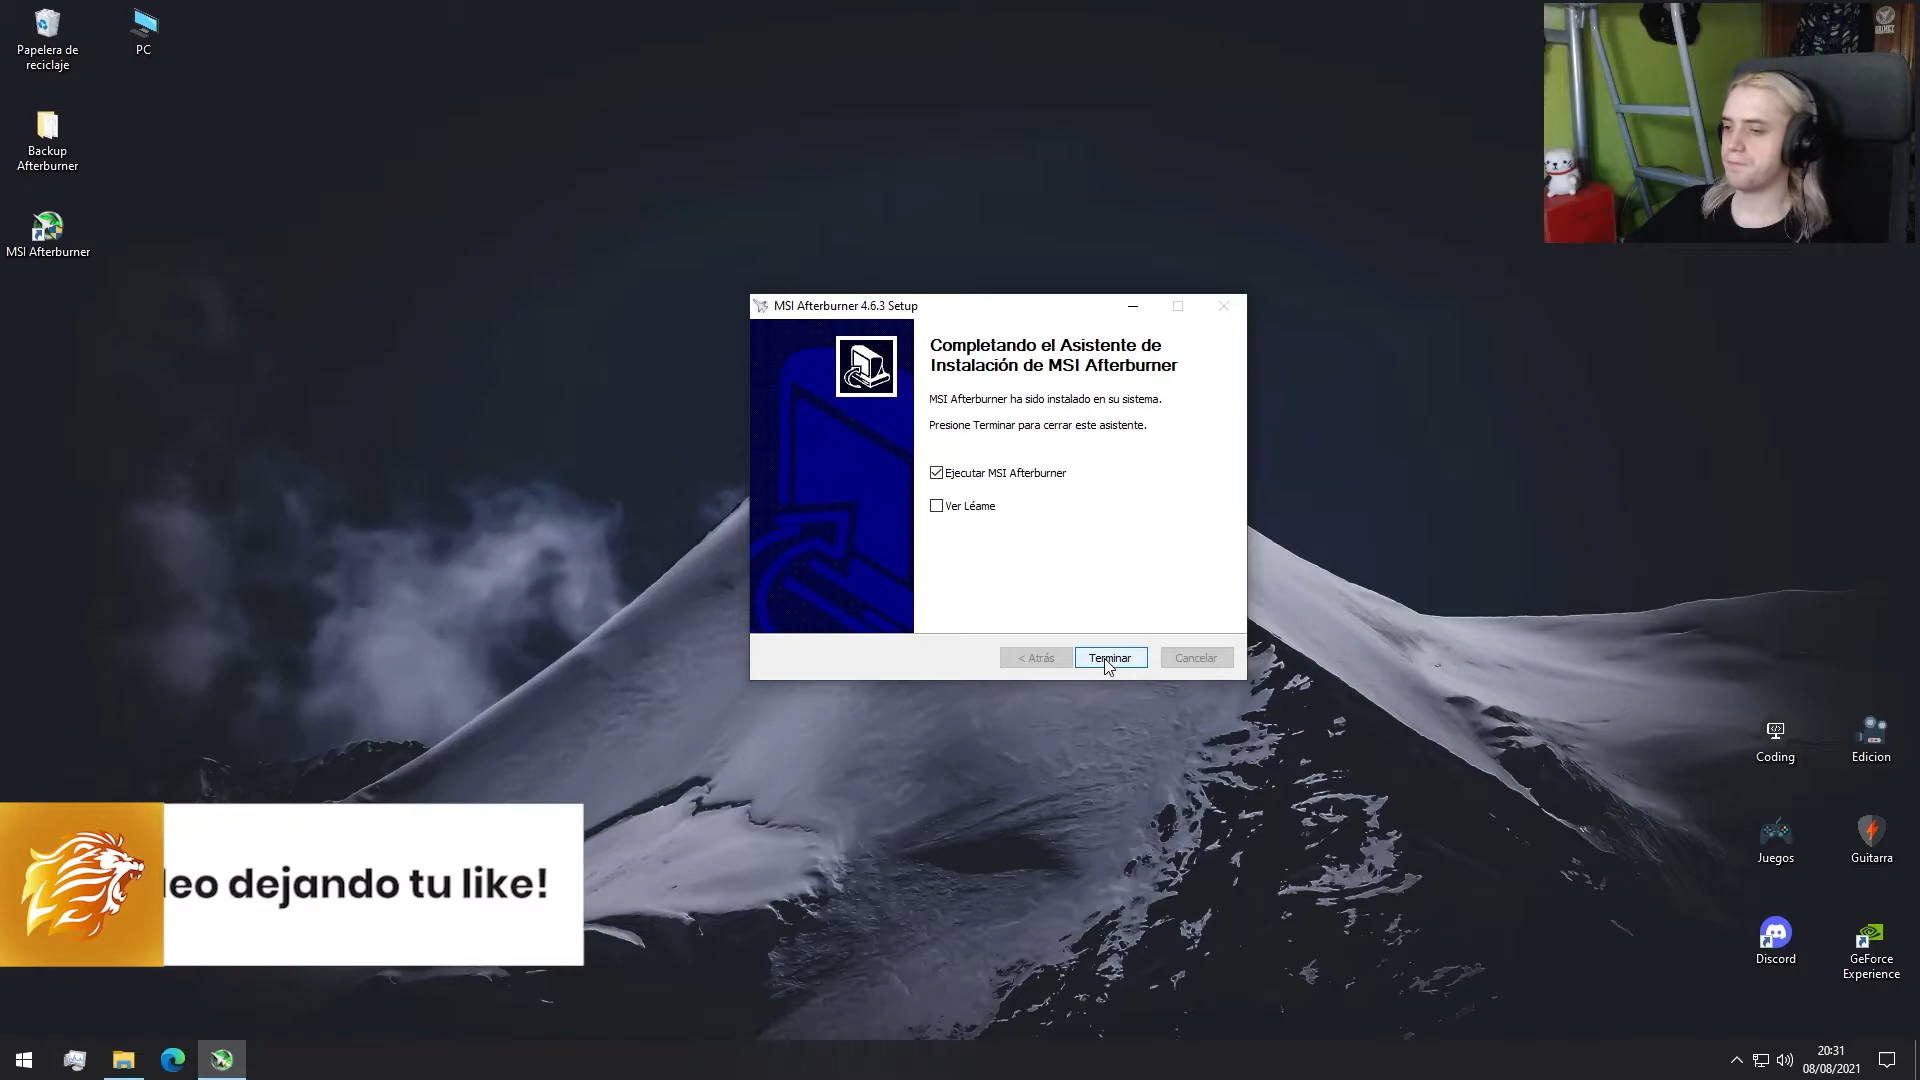 Papelera de
reciclaje
PC
Backup
Afterburner
MSI Afterburner
MSI Afterburner 4.6.3 Setup
Completando el Asistente de
Instalación de MSI Afterburner
MSI Afterburner ha sido instalado en su sistema.
Presione Terminar para cerrar este asistente.
Ejecutar MSI Afterburner
Ver Léame
< Atrás
Terminar
Cancelar
Coding
Edicion
Juegos
Guitarra
Discord
GeForce
Experience
deo dejando tu like!
20:31
08/08/2021